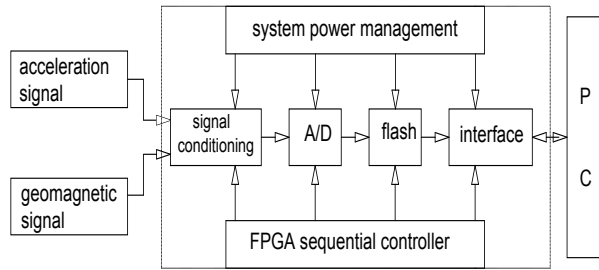 system power management
acceleration
signal
signal
conditioning
A/D
flash
interface
P
C
geomagnetic
signal
FPGA sequential controller